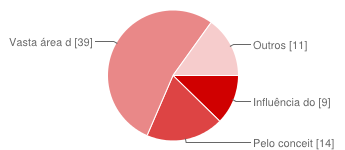 Vasta área d [39]
Outros [11]
Influência do [9]
Pelo conceit [14]